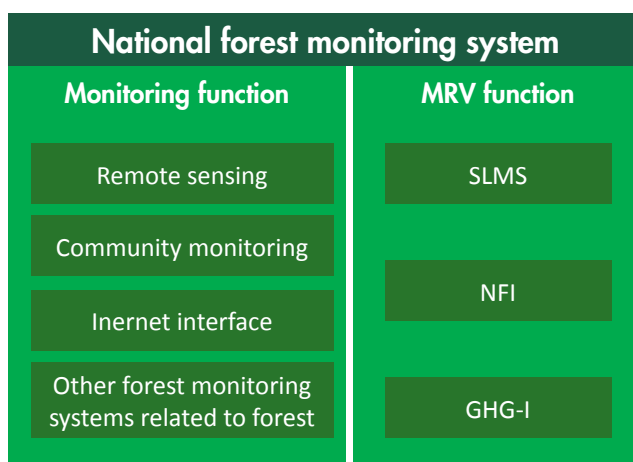 National forest monitoring system
Monitoring function
Remote sensing
Community monitoring
Inernet interface
Other forest monitoring
systems related to forest
MRV function
SLMS
NFI
GHG-I